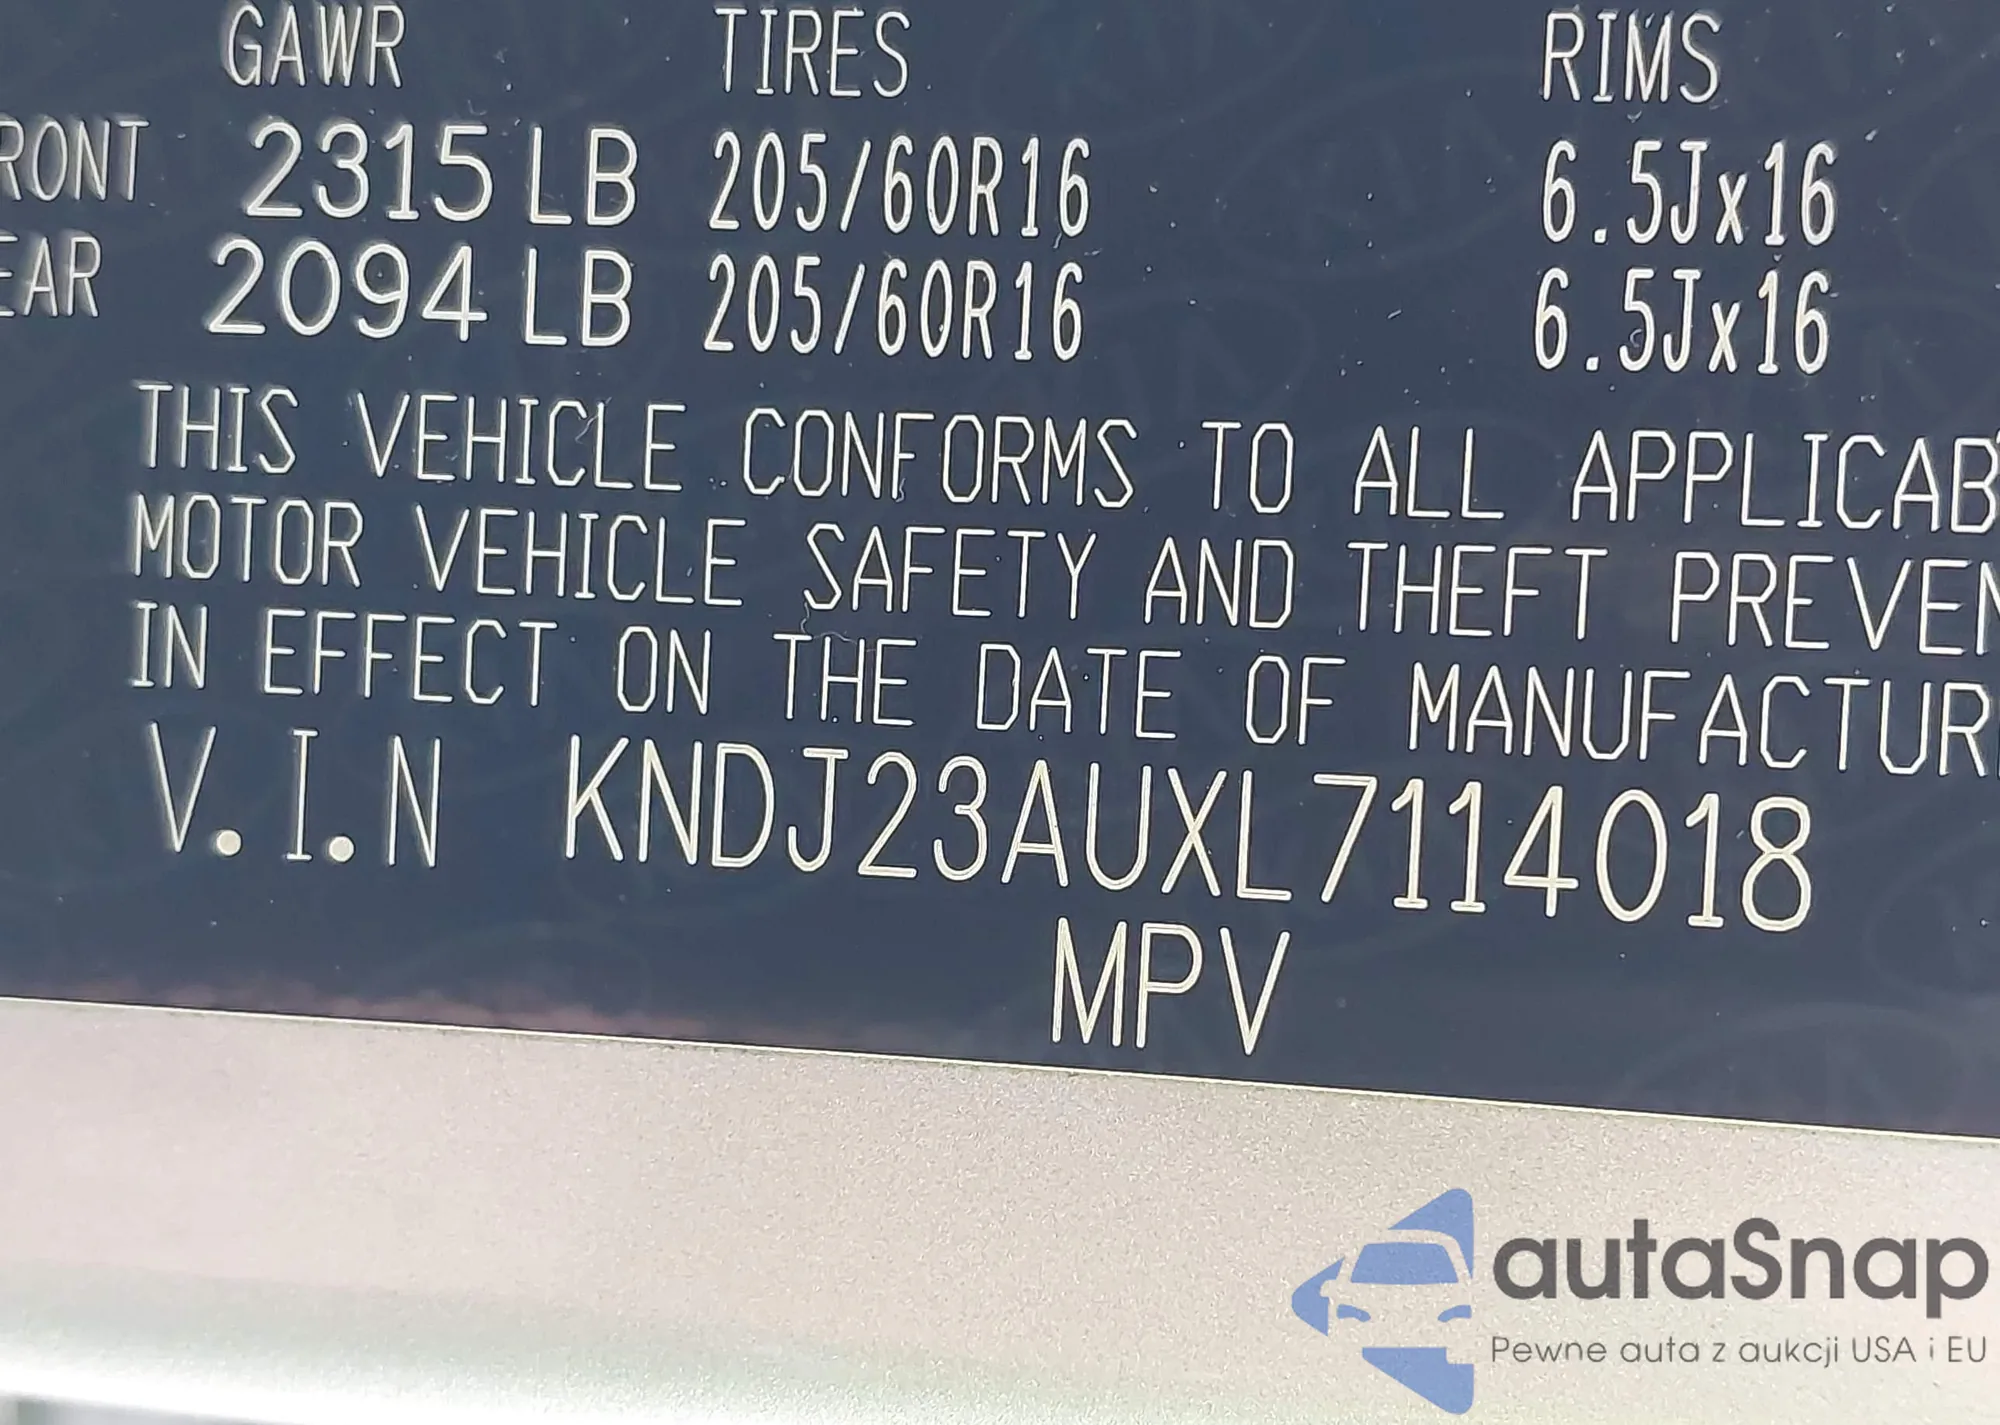 GAWR TIRES RIMS
RONT 2315 LB 205/60R16 6.5Jx16
EAR 2094 LB 205/60R16 6.5Jx16
THIS VEHICLE CONFORMS TO ALL APPLICAB
MOTOR VEHICLE SAFETY AND THEFT PREVEN
IN EFFECT ON THE DATE OF MANUFACTUR
V.I.N KNDJ23AUXL7114018
MPV
autaSnap
Pewne auta z aukcji USA i EU